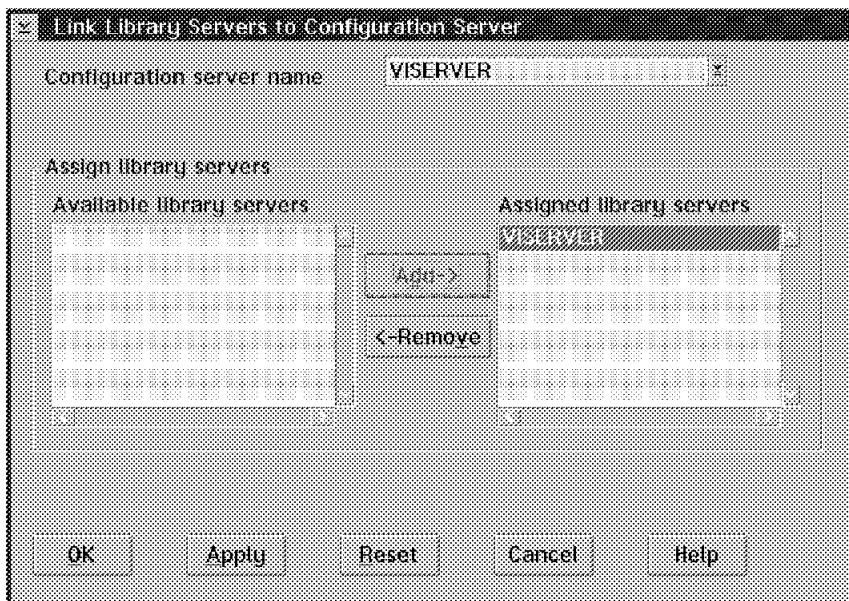 Link Library Servers to Configuration Server
Configuration server name VISERVER
Assign library servers
Available library servers Assigned library servers
VISERVER
Add->
<-Remove
OK Apply Reset Cancel Help